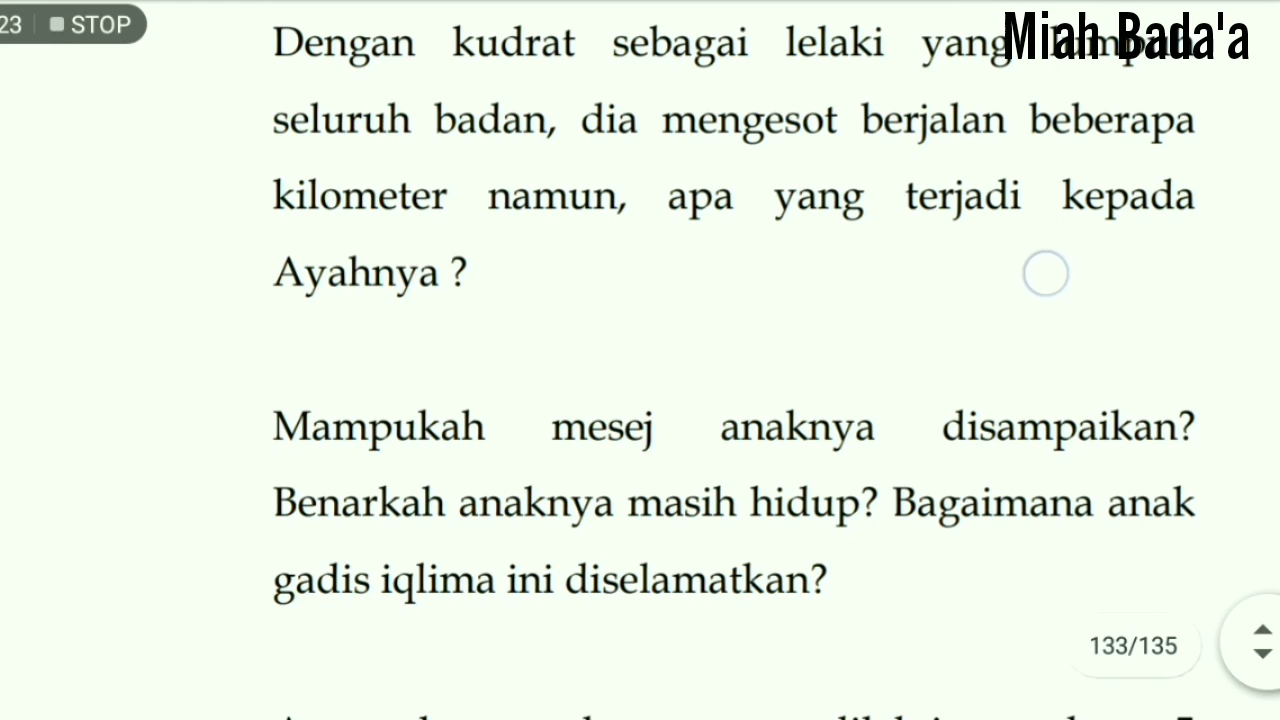 23 STOP
Miah Bada'a
Dengan kudrat sebagai lelaki yang
seluruh badan, dia mengesot berjalan beberapa
kilometer namun, apa yang terjadi kepada
Ayahnya ?
Mampukah mesej anaknya disampaikan?
Benarkah anaknya masih hidup? Bagaimana anak
gadis iqlima ini diselamatkan?
133/135